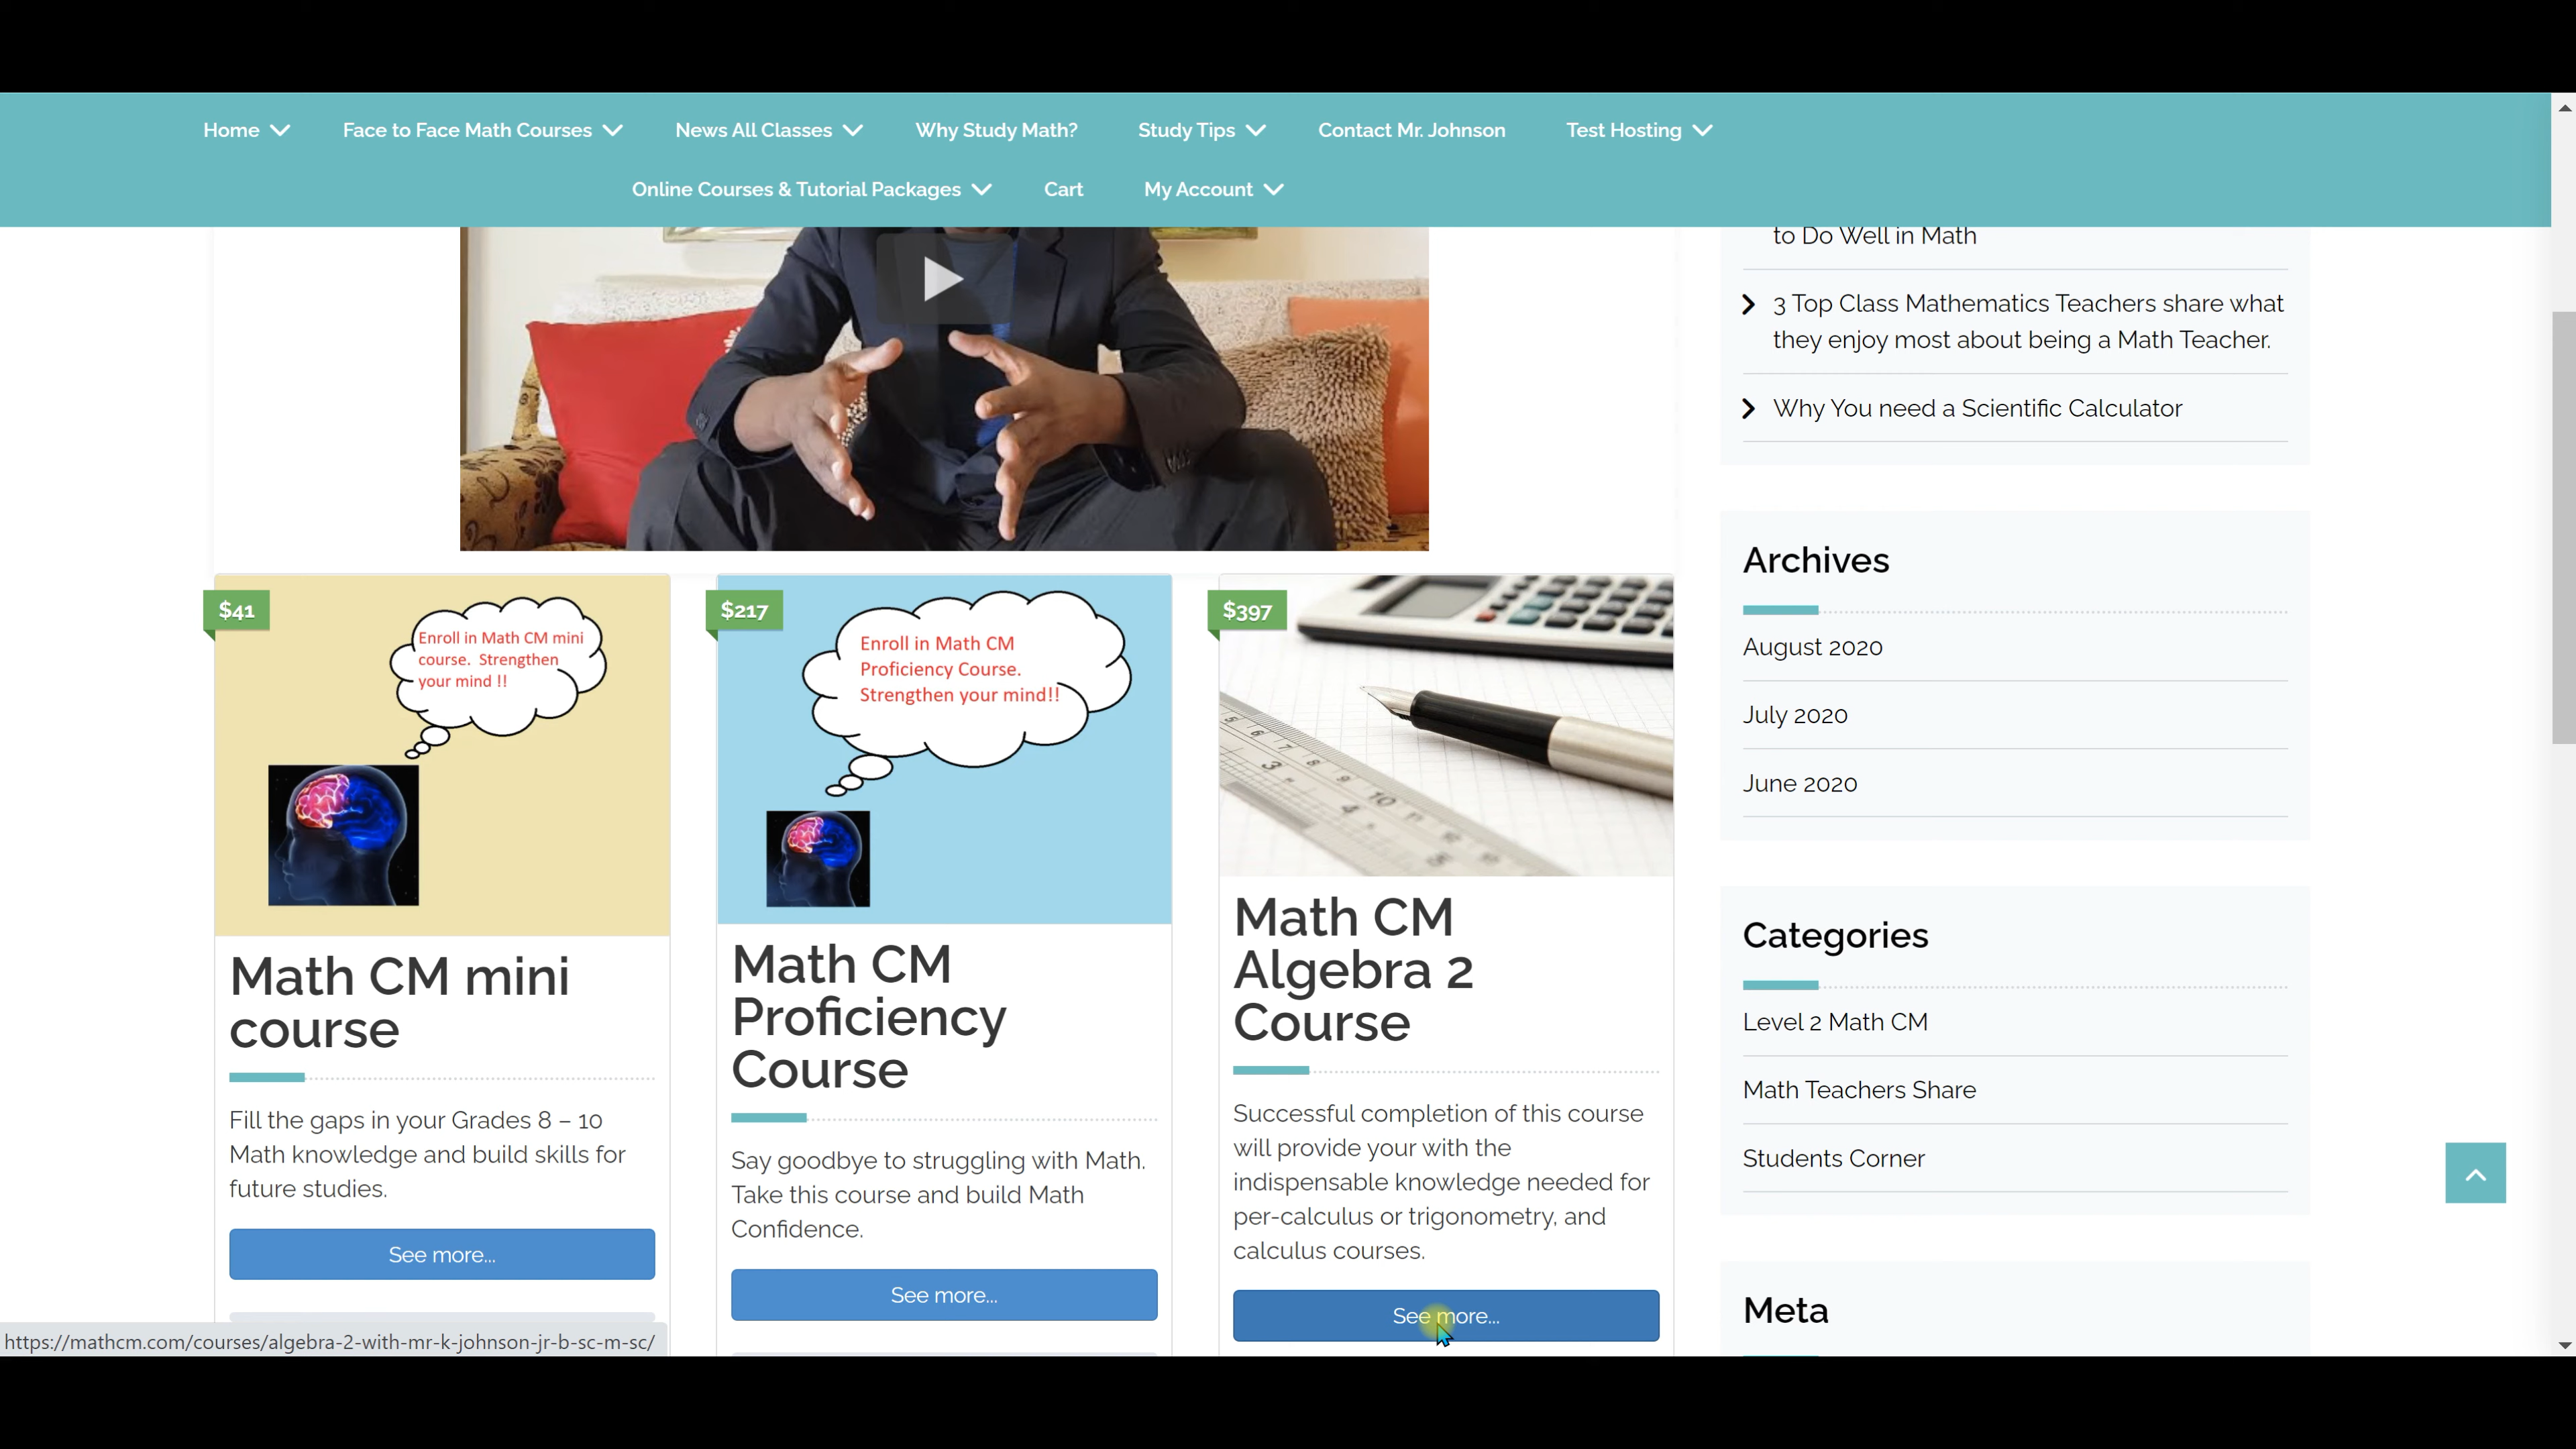 Home
Face to Face Math Courses
News All Classes
Why Study Math?
Study Tips
Contact Mr. Johnson
Test Hosting
Online Courses & Tutorial Packages
Cart
My Account
to Do Well in Math
3 Top Class Mathematics Teachers share what
they enjoy most about being a Math Teacher.
Why You need a Scientific Calculator
Archives
August 2020
July 2020
June 2020
Categories
Level 2 Math CM
Math Teachers Share
Students Corner
Meta
$41
Enroll in Math CM mini
course. Strengthen
your mind !!
Math CM mini
course
Fill the gaps in your Grades 8 – 10
Math knowledge and build skills for
future studies.
See more...
$217
Enroll in Math CM
Proficiency Course.
Strengthen your mind!!
Math CM
Proficiency
Course
Say goodbye to struggling with Math.
Take this course and build Math
Confidence.
See more...
$397
Math CM
Algebra 2
Course
Successful completion of this course
will provide your with the
indispensable knowledge needed for
per-calculus or trigonometry, and
calculus courses.
See more...
https://mathcm.com/courses/algebra-2-with-mr-k-johnson-jr-b-sc-m-sc/